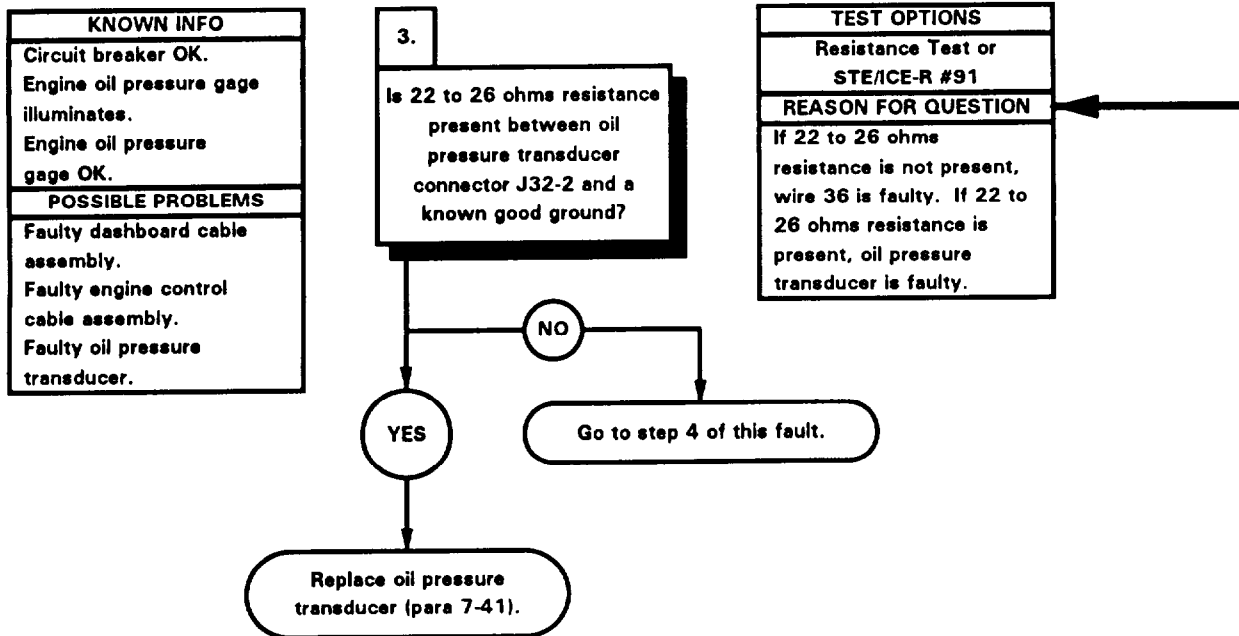 KNOWN INFO
Circuit breaker OK.
Engine oil pressure gage
illuminates.
Engine oil pressure
gage OK.
POSSIBLE PROBLEMS
Faulty dashboard cable
assembly.
Faulty engine control
cable assembly.
Faulty oil pressure
transducer.
3.
Is 22 to 26 ohms resistance
present between oil
pressure transducer
connector J32-2 and a
known good ground?
TEST OPTIONS
Resistance Test or
STE/ICE-R #91
REASON FOR QUESTION
If 22 to 26 ohms
resistance is not present,
wire 36 is faulty. If 22 to
26 ohms resistance is
present, oil pressure
transducer is faulty.
NO
YES
Go to step 4 of this fault.
Replace oil pressure
transducer (para 7-41).